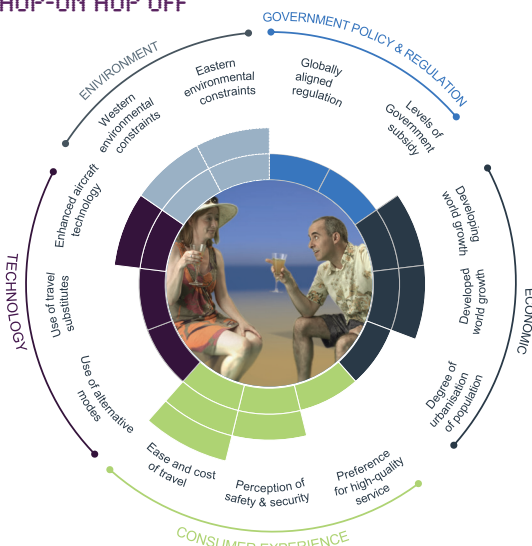 HOP-ON HOP OFF
GOVERNMENT POLICY & REGULATION
Globally
aligned
regulation
Levels of
Government
subsidy
ECONOMIC
Developing
world growth
Developed
world growth
Degree of
urbanisation
of population
CONSUMER EXPERIENCE
Preference
for high-quality
service
Perception of
safety & security
Ease and cost
of travel
TECHNOLOGY
Use of alternative
modes
Use of travel
substitutes
Enhanced aircraft
technology
ENIVIRONMENT
Western
environmental
constraints
Eastern
environmental
constraints